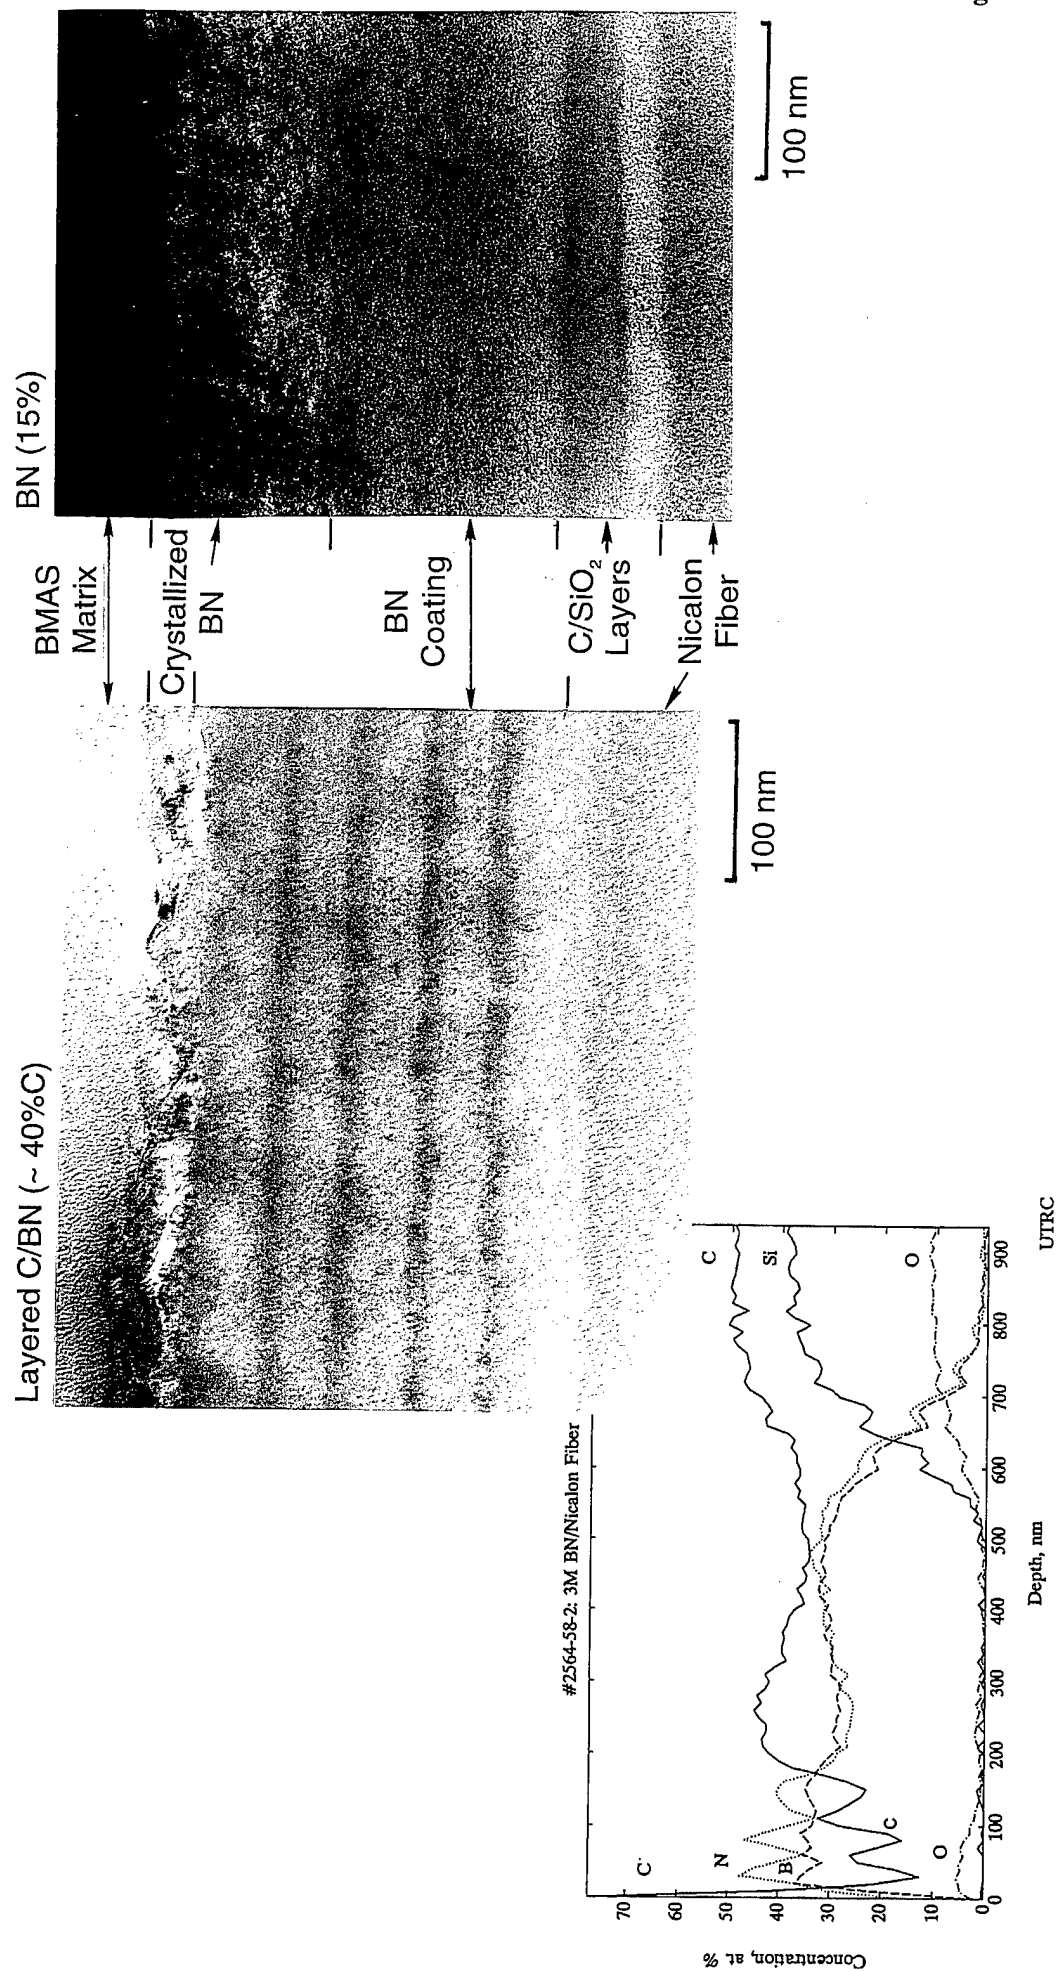 Layered C/BN (~ 40%C)
BN (15%)
BMAS
Matrix
Crystallized
BN
BN
Coating
C/SiO₂
Layers
Nicalon
Fiber
100 nm
100 nm
#2564-58-2: 3M BN/Nicalon Fiber
Concentration, at %
70
60
50
40
30
20
10
0
C
N
B
C
O
C
Si
O
0
100
200
300
400
500
600
700
800
900
Depth, nm
UTRC